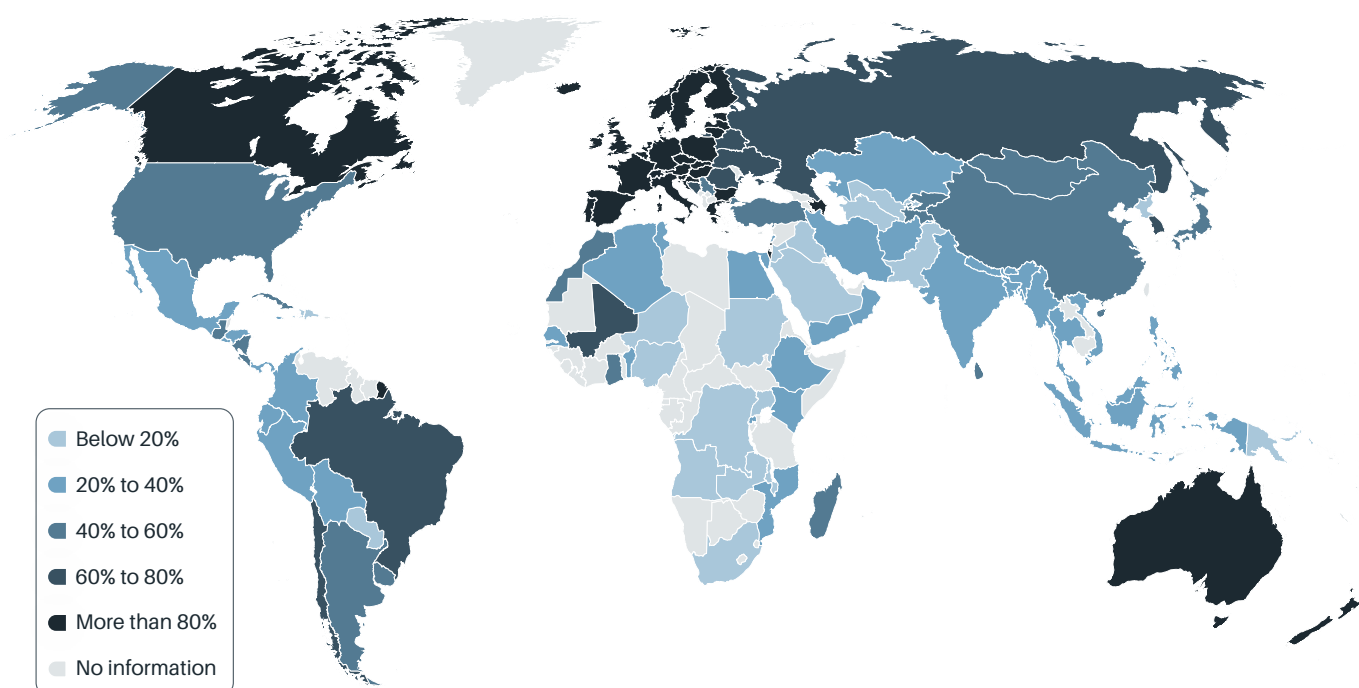 Below 20%
20% to 40%
40% to 60%
60% to 80%
More than 80%
No information